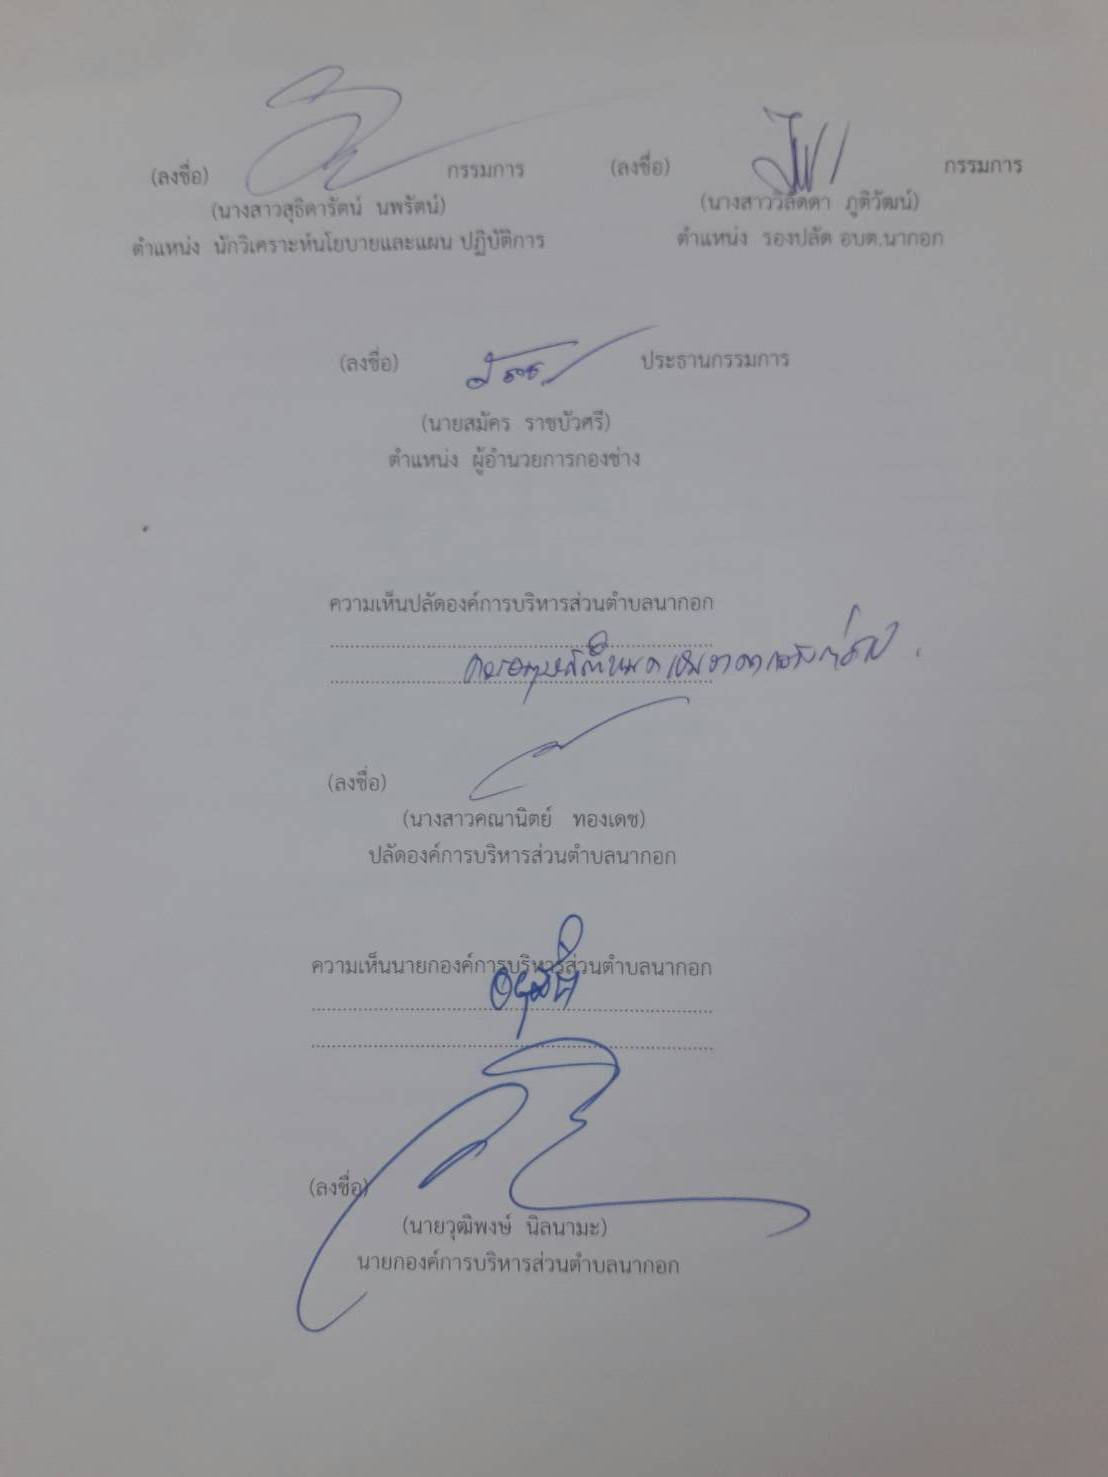 (ลงชื่อ) กรรมการ (ลงชื่อ) กรรมการ
(นางสาวสุธิดารัตน์ นพรัตน์) (นางสาววิลัดดา ภูติวัฒน์)
ตำแหน่ง นักวิเคราะห์นโยบายและแผน ปฏิบัติการ ตำแหน่ง รองปลัด อบต.นากอก
(ลงชื่อ) ประธานกรรมการ
(นายสมัคร ราชบัวศรี)
ตำแหน่ง ผู้อำนวยการกองช่าง
ความเห็นปลัดองค์การบริหารส่วนตำบลนากอก
(ลงชื่อ)
(นางสาวคณานิตย์ ทองเดช)
ปลัดองค์การบริหารส่วนตำบลนากอก
ความเห็นนายกองค์การบริหารส่วนตำบลนากอก
อนุมัติ
(ลงชื่อ)
(นายวุฒิพงษ์ นิลนามะ)
นายกองค์การบริหารส่วนตำบลนากอก